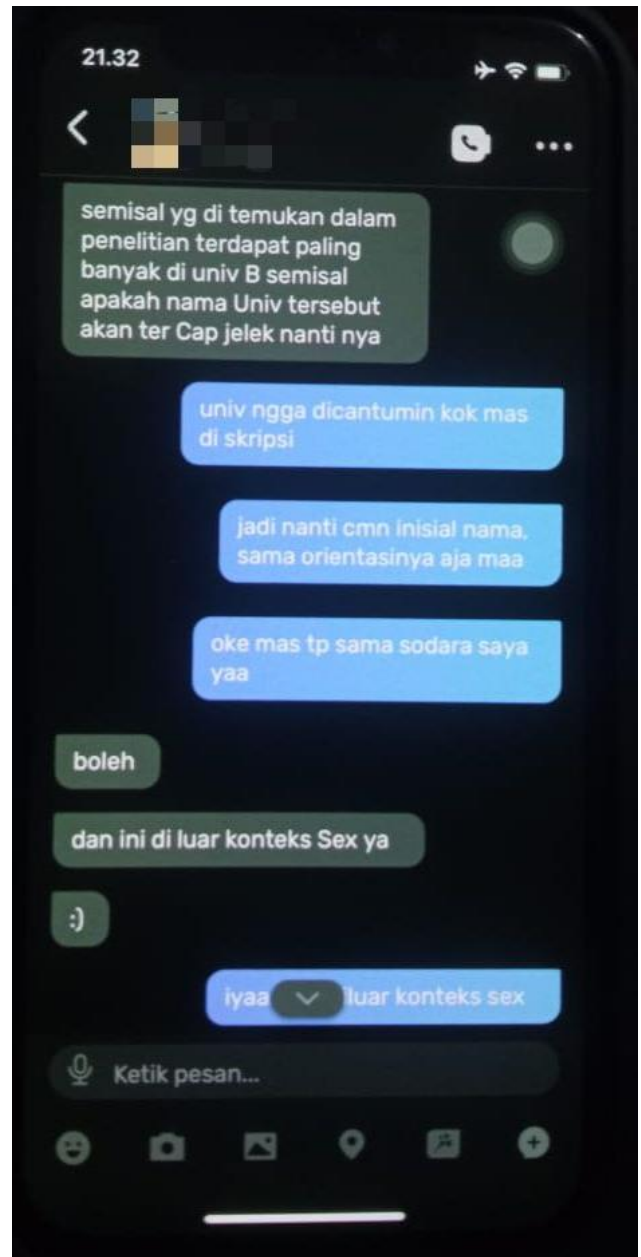 21.32
semisal yg di temukan dalam
penelitian terdapat paling
banyak di univ B semisal
apakah nama Univ tersebut
akan ter Cap jelek nanti nya
univ ngga dicantumin kok mas
di skripsi
jadi nanti cmn inisial nama,
sama orientasinya aja maa
oke mas tp sama sodara saya
yaa
boleh
dan ini di luar konteks Sex ya
:)
iyaa luar konteks sex
Ketik pesan...